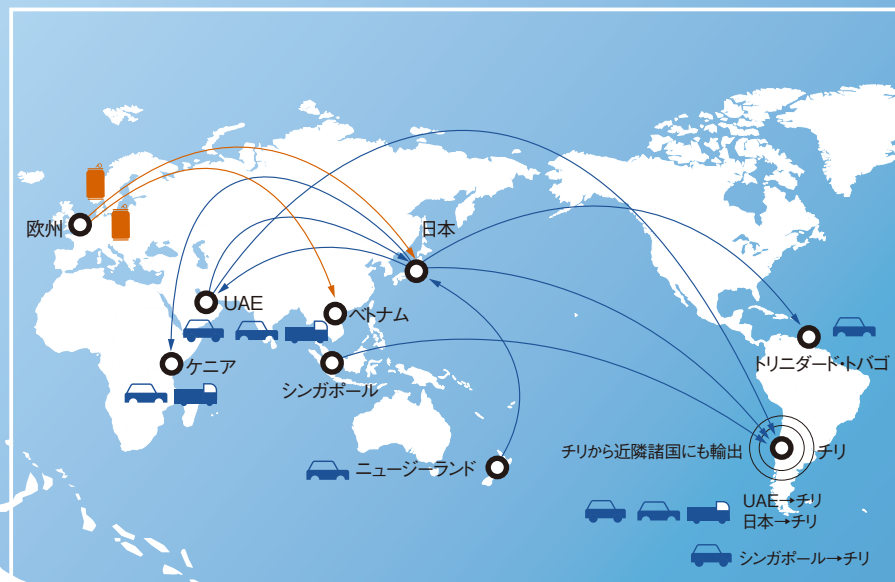 欧州
日本
UAE
ベトナム
ケニア
シンガポール
トリニダード・トバゴ
チリから近隣諸国にも輸出
チリ
ニュージーランド
UAE→チリ
日本→チリ
シンガポール→チリ